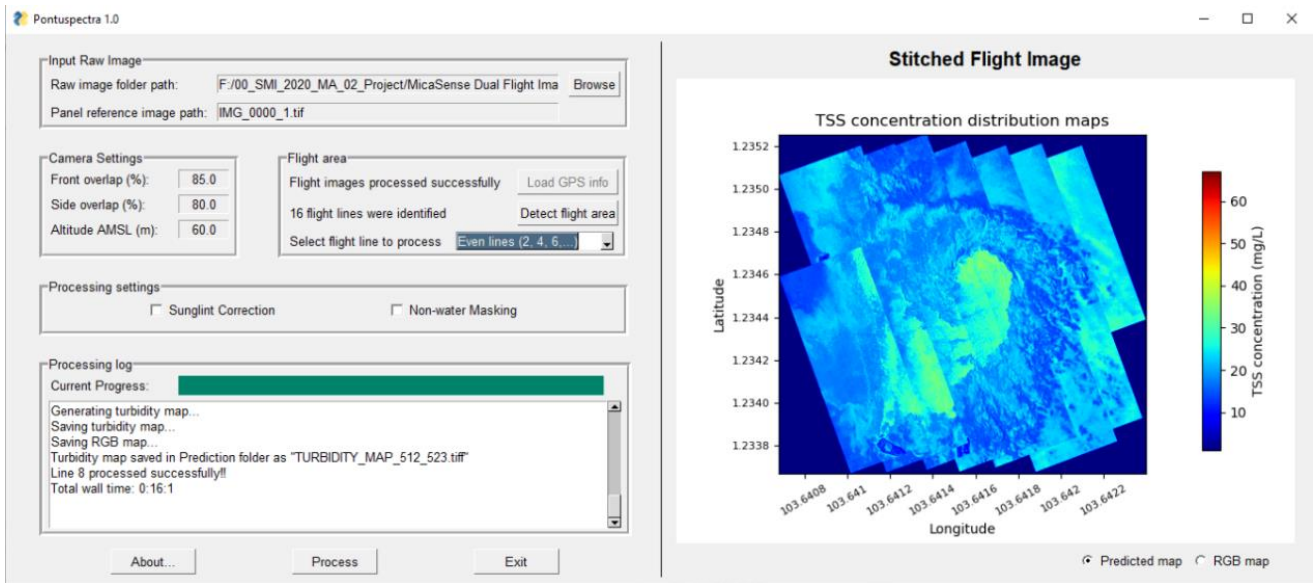 Pontuspectra 1.0
Input Raw Image
Raw image folder path: F:/00_SMI_2020_MA_02_Project/MicaSense Dual Flight Ima Browse
Panel reference image path: IMG_0000_1.tif
Camera Settings
Front overlap (%): 85.0
Side overlap (%): 80.0
Altitude AMSL (m): 60.0
Flight area
Flight images processed successfully Load GPS info
16 flight lines were identified Detect flight area
Select flight line to process Even lines (2, 4, 6,...)
Processing settings
Sunglint Correction Non-water Masking
Processing log
Current Progress:
Generating turbidity map...
Saving turbidity map...
Saving RGB map...
Turbidity map saved in Prediction folder as "TURBIDITY_MAP_512_523.tiff"
Line 8 processed successfully!!
Total wall time: 0:16:1
About... Process Exit
Stitched Flight Image
TSS concentration distribution maps
Latitude
1.2352
1.2350
1.2348
1.2346
1.2344
1.2342
1.2340
1.2338
103.6408 103.641 103.6412 103.6414 103.6416 103.6418 103.642 103.6422
Longitude
60
50
40
30
20
10
TSS concentration (mg/L)
Predicted map RGB map